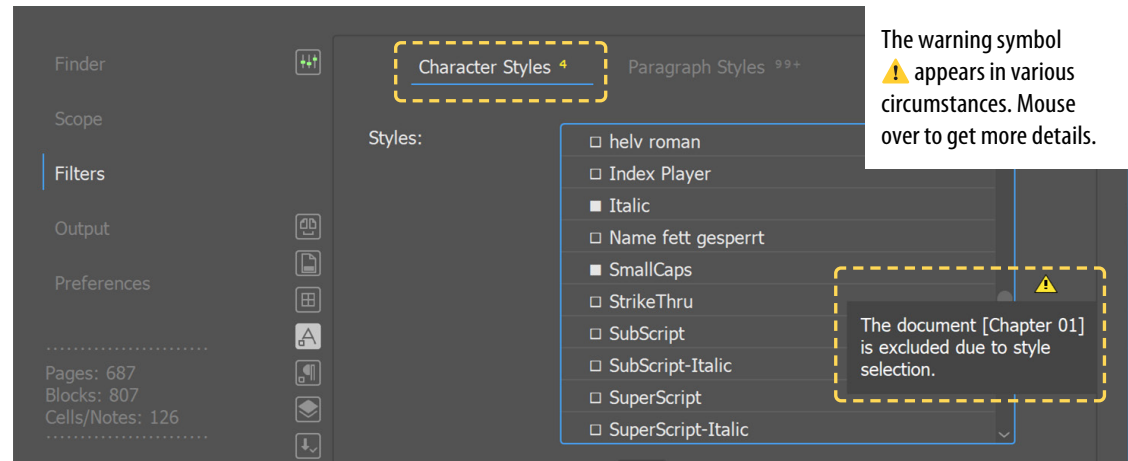 Finder
Scope
Filters
Output
Preferences
Pages: 687
Blocks: 807
Cells/Notes: 126
Character Styles 4
Paragraph Styles 99+
Styles:
helv roman
Index Player
Italic
Name fett gesperrt
SmallCaps
StrikeThru
SubScript
SubScript-Italic
SuperScript
SuperScript-Italic
The document [Chapter 01]
is excluded due to style
selection.
The warning symbol
⚠ appears in various
circumstances. Mouse
over to get more details.